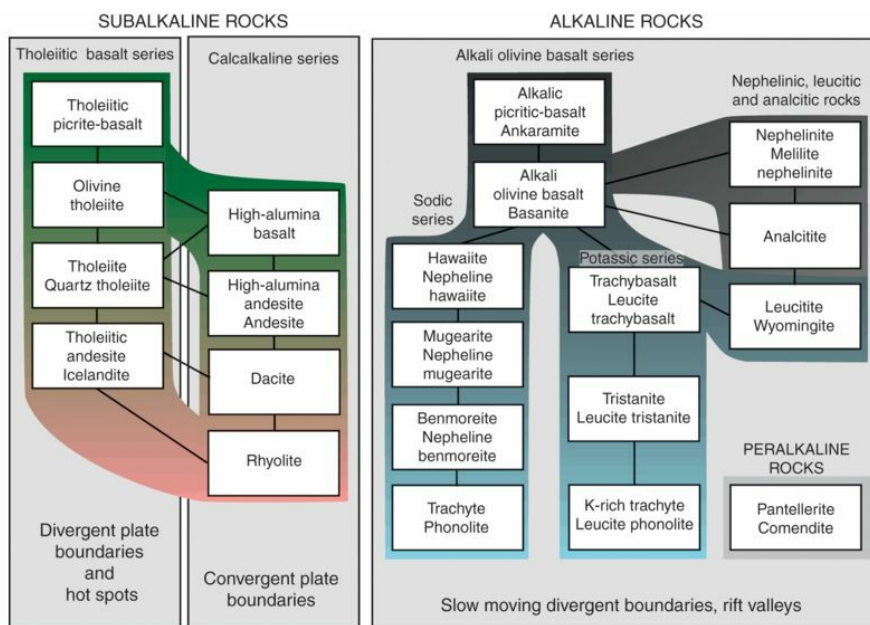 SUBALKALINE ROCKS
Tholeiitic basalt series
Tholeiitic
picrite-basalt
Olivine
tholeiite
Tholeiite
Quartz tholeiite
Tholeiitic
andesite
Icelandite
Divergent plate
boundaries
and
hot spots
Calcalkaline series
High-alumina
basalt
High-alumina
andesite
Andesite
Dacite
Rhyolite
Convergent plate
boundaries
ALKALINE ROCKS
Alkali olivine basalt series
Alkalic
picritic-basalt
Ankaramite
Alkali
olivine basalt
Basanite
Sodic
series
Hawaiite
Nepheline
hawaiite
Mugearite
Nepheline
mugearite
Benmoreite
Nepheline
benmoreite
Trachyte
Phonolite
Potassic series
Trachybasalt
Leucite
trachybasalt
Tristanite
Leucite tristanite
K-rich trachyte
Leucite phonolite
Nephelinic, leucitic
and analcitic rocks
Nephelinite
Melilite
nephelinite
Analcitite
Leucitite
Wyomingite
PERALKALINE
ROCKS
Pantellerite
Comendite
Slow moving divergent boundaries, rift valleys